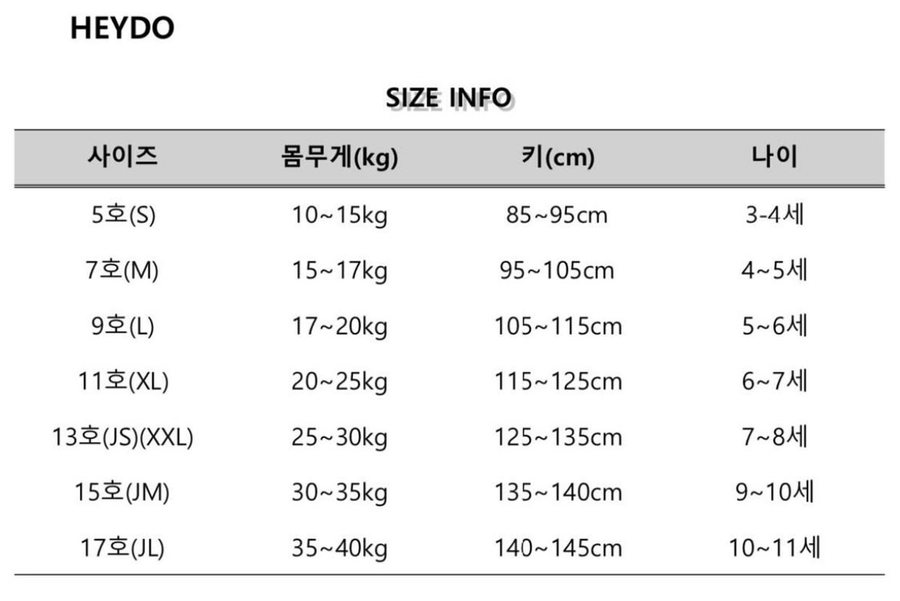 HEYDO
SIZE INFO
사이즈 몸무게(kg) 키(cm) 나이
5호(S) 10~15kg 85~95cm 3-4세
7호(M) 15~17kg 95~105cm 4~5세
9호(L) 17~20kg 105~115cm 5~6세
11호(XL) 20~25kg 115~125cm 6~7세
13호(JS)(XXL) 25~30kg 125~135cm 7~8세
15호(JM) 30~35kg 135~140cm 9~10세
17호(JL) 35~40kg 140~145cm 10~11세